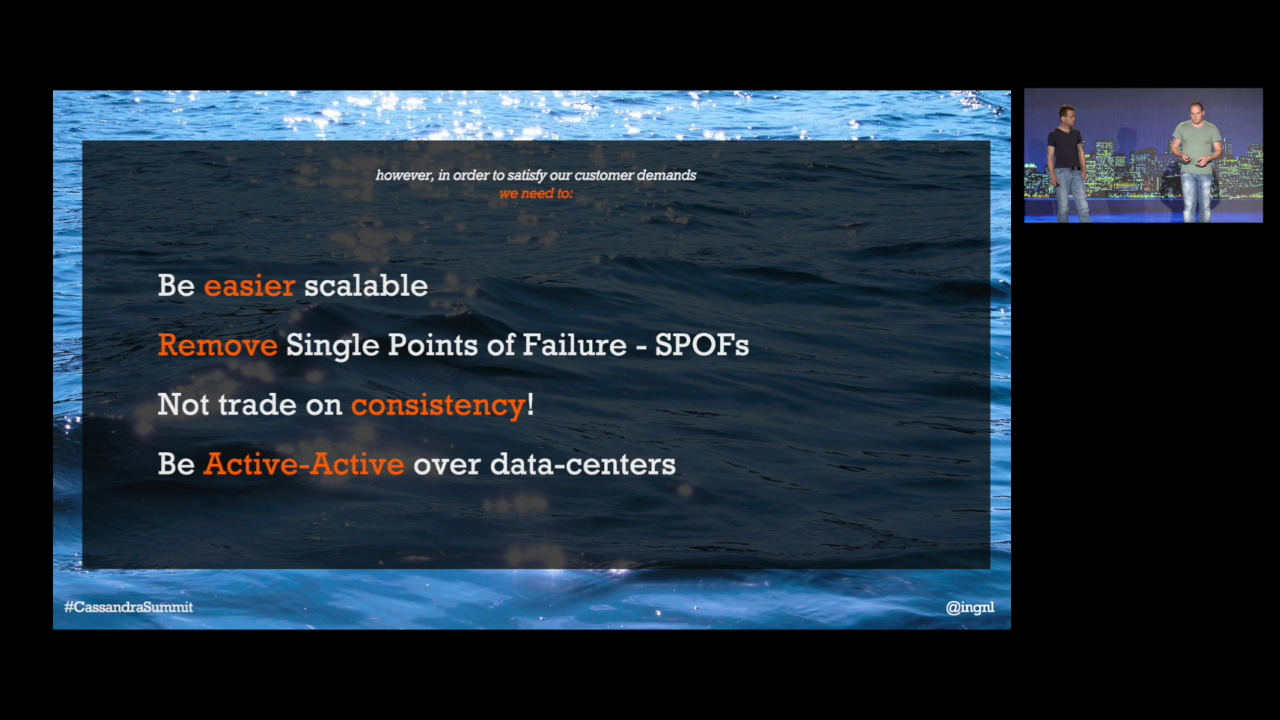 however, in order to satisfy our customer demands
we need to:
Be easier scalable
Remove Single Points of Failure - SPOFs
Not trade on consistency!
Be Active-Active over data-centers
#CassandraSummit
@ingnl